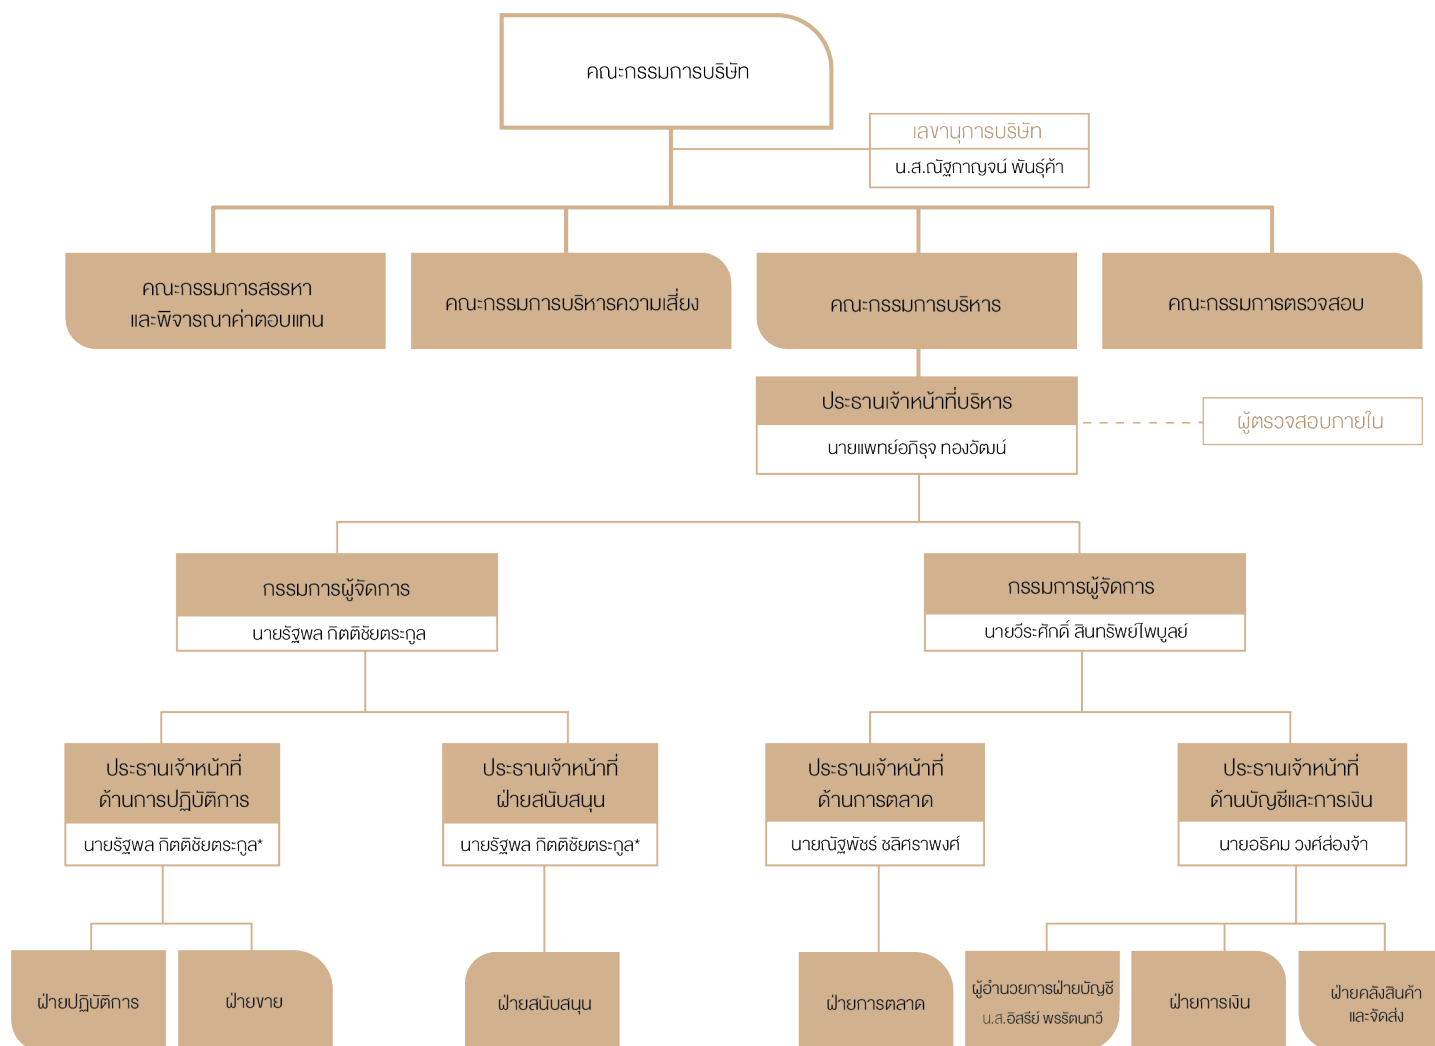 คณะกรรมการบริษัท
เลขานุการบริษัท
น.ส.ณัฐกาญจน์ พันธุ์ค้า
คณะกรรมการสรรหา
และพิจารณาค่าตอบแทน
คณะกรรมการบริหารความเสี่ยง
คณะกรรมการบริหาร
คณะกรรมการตรวจสอบ
ประธานเจ้าหน้าที่บริหาร
นายแพทย์อภิรุจ ทองวัฒน์
ผู้ตรวจสอบภายใน
กรรมการผู้จัดการ
นายรัฐพล กิตติชัยตระกูล
กรรมการผู้จัดการ
นายวีระศักดิ์ สินทรัพย์ไพบูลย์
ประธานเจ้าหน้าที่
ด้านการปฏิบัติการ
นายรัฐพล กิตติชัยตระกูล*
ประธานเจ้าหน้าที่
ฝ่ายสนับสนุน
นายรัฐพล กิตติชัยตระกูล*
ประธานเจ้าหน้าที่
ด้านการตลาด
นายณัฐพัชร์ ชลิศราพงศ์
ประธานเจ้าหน้าที่
ด้านบัญชีและการเงิน
นายอธิคม วงศ์ส่องจ้า
ฝ่ายปฏิบัติการ
ฝ่ายขาย
ฝ่ายสนับสนุน
ฝ่ายการตลาด
ผู้อำนวยการฝ่ายบัญชี
น.ส.อิสรีย์ พรรัตนกวี
ฝ่ายการเงิน
ฝ่ายคลังสินค้า
และจัดส่ง